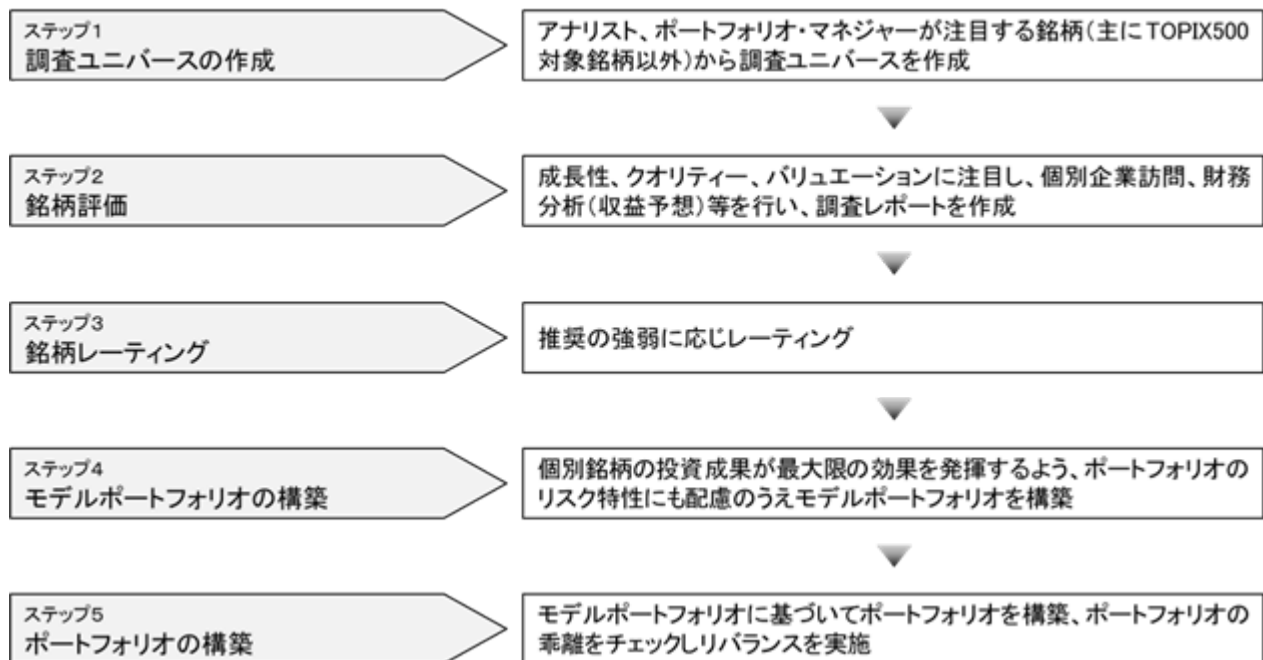 ステップ1
調査ユニバースの作成
アナリスト、ポートフォリオ・マネジャーが注目する銘柄(主にTOPIX500
対象銘柄以外)から調査ユニバースを作成
ステップ2
銘柄評価
成長性、クオリティー、バリュエーションに注目し、個別企業訪問、財務
分析(収益予想)等を行い、調査レポートを作成
ステップ3
銘柄レーティング
推奨の強弱に応じレーティング
ステップ4
モデルポートフォリオの構築
個別銘柄の投資成果が最大限の効果を発揮するよう、ポートフォリオの
リスク特性にも配慮のうえモデルポートフォリオを構築
ステップ5
ポートフォリオの構築
モデルポートフォリオに基づいてポートフォリオを構築、ポートフォリオの
乖離をチェックしリバランスを実施